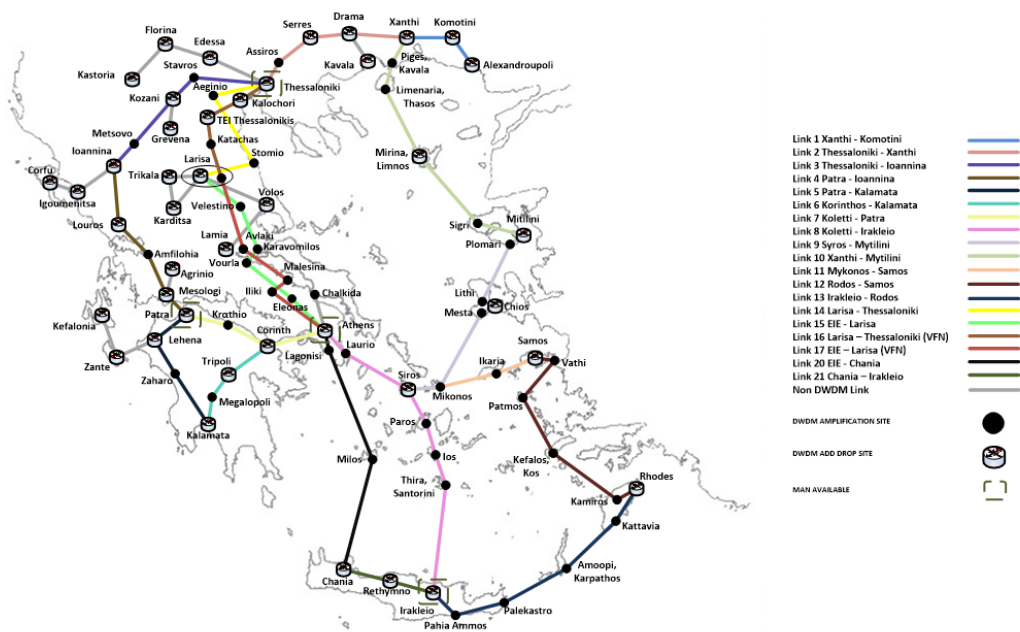 Drama
Xanthi
Komotini
Serres
Florina
Edessa
Assiros
Kavala
Piges,
Kavala
Alexandroupoli
Kastoria
Stavros
Aeginio
Thessaloniki
Limenaria,
Thasos
Kozani
Kalochori
TEI Thessalonikis
Grevena
Katachas
Metsovo
Ioannina
Larisa
Stomio
Mirina,
Limnos
Corfu
Trikala
Igoumenitsa
Volos
Karditsa
Velestino
Louros
Lamia
Avlaki
Karavomilos
Sigri
Mitilini
Plomari
Amfilohia
Vourla
Malesina
Agrinio
Iliki
Chalkida
Lithi
Mesologi
Eleonas
Mesta
Chios
Kefalonia
Patra
Krathio
Athens
Lehena
Corinth
Lagonisi
Laurio
Samos
Zante
Tripoli
Ikaria
Vathi
Zaharo
Siros
Mikonos
Megalopoli
Patmos
Kalamata
Paros
Milos
Ios
Kefalos,
Kos
Thira,
Santorini
Rhodes
Kamiros
Kattavia
Chania
Rethymno
Amoopi,
Karpathos
Irakleio
Palekastro
Pahia Ammos
Link 1 Xanthi - Komotini
Link 2 Thessaloniki - Xanthi
Link 3 Thessaloniki - Ioannina
Link 4 Patra - Ioannina
Link 5 Patra - Kalamata
Link 6 Korinthos - Kalamata
Link 7 Koletti - Patra
Link 8 Koletti - Irakleio
Link 9 Syros - Mytilini
Link 10 Xanthi - Mytilini
Link 11 Mykonos - Samos
Link 12 Rodos - Samos
Link 13 Irakleio - Rodos
Link 14 Larisa - Thessaloniki
Link 15 EIE - Larisa
Link 16 Larisa – Thessaloniki (VFN)
Link 17 EIE – Larisa (VFN)
Link 20 EIE - Chania
Link 21 Chania – Irakleio
Non DWDM Link
DWDM AMPLIFICATION SITE
DWDM ADD DROP SITE
MAN AVAILABLE